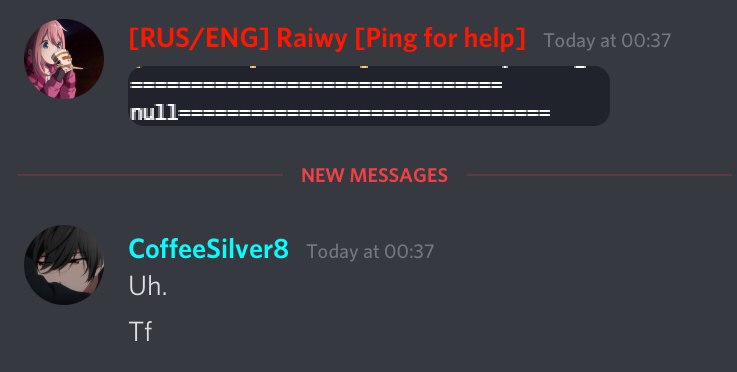 [RUS/ENG] Raiwy [Ping for help] Today at 00:37
===============================
null===============================
NEW MESSAGES
CoffeeSilver8 Today at 00:37
Uh.
Tf